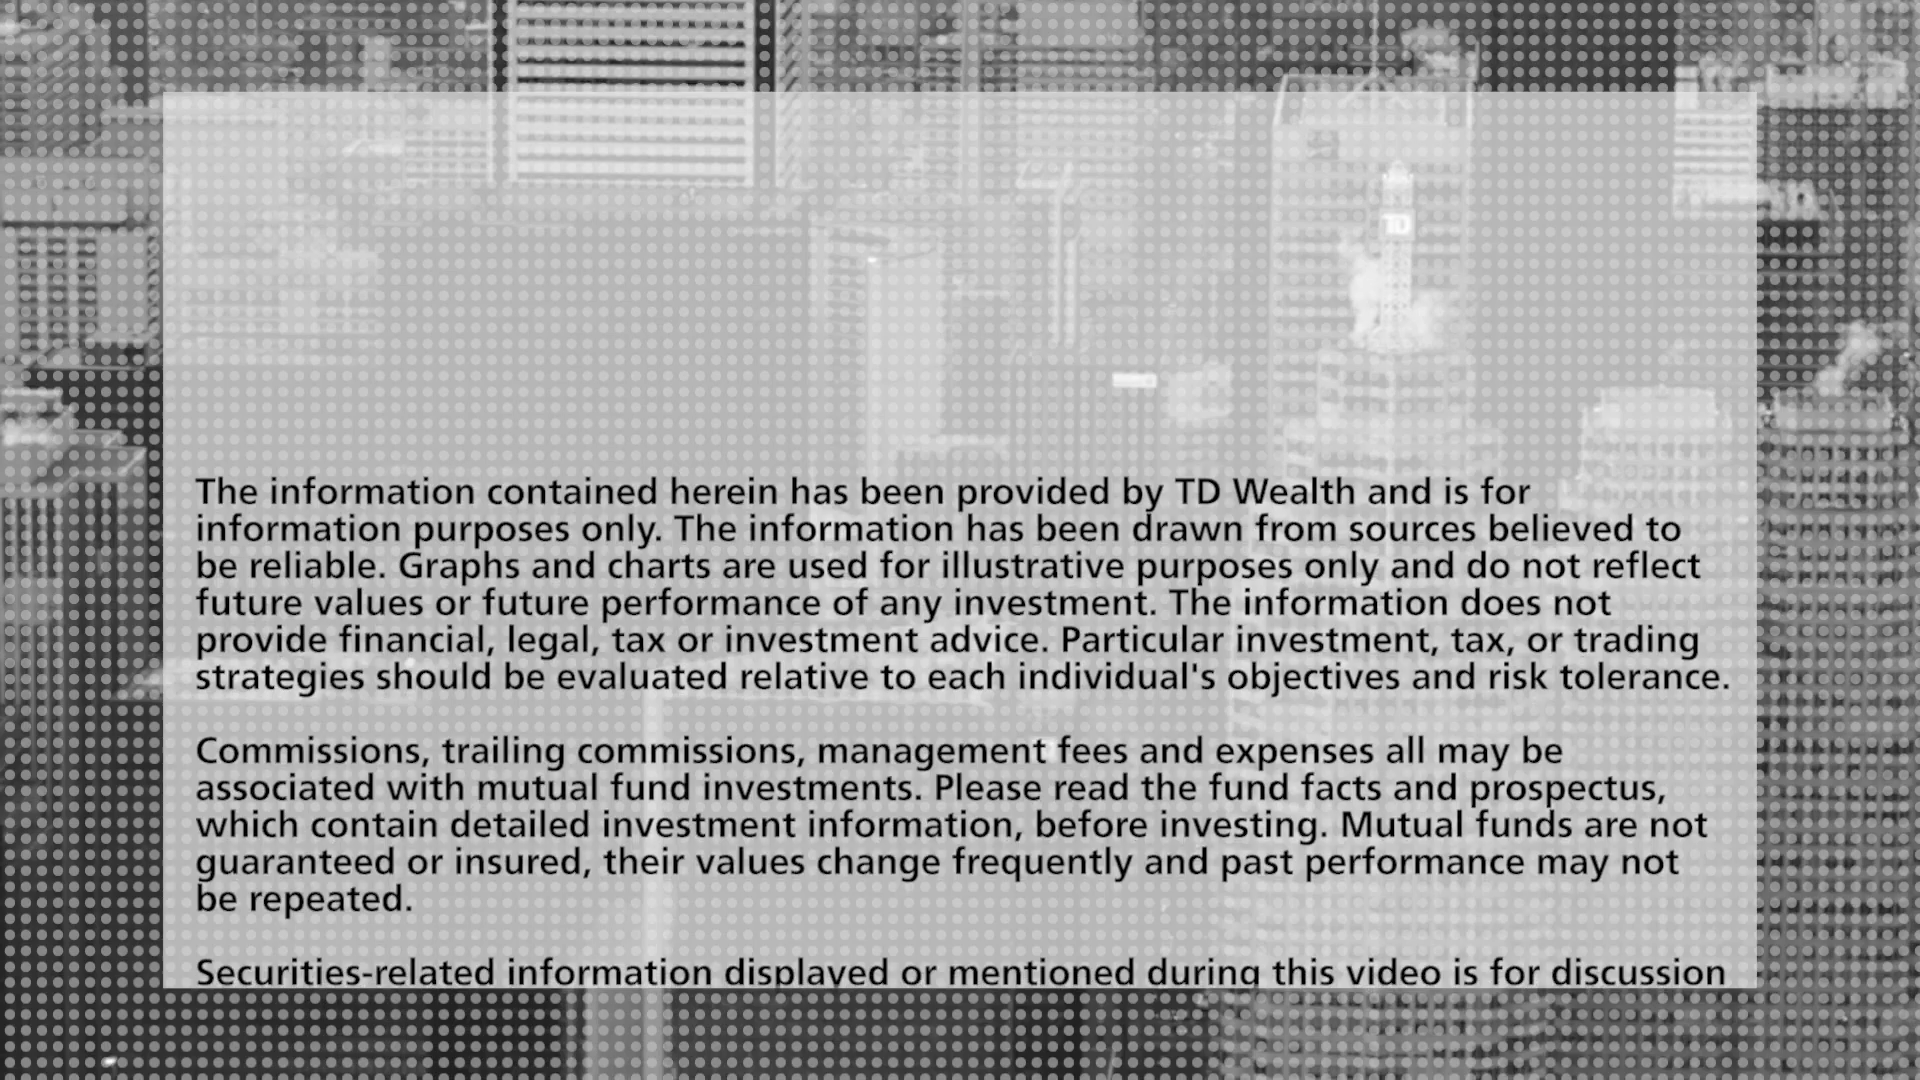 TD
The information contained herein has been provided by TD Wealth and is for
information purposes only. The information has been drawn from sources believed to
be reliable. Graphs and charts are used for illustrative purposes only and do not reflect
future values or future performance of any investment. The information does not
provide financial, legal, tax or investment advice. Particular investment, tax, or trading
strategies should be evaluated relative to each individual's objectives and risk tolerance.
Commissions, trailing commissions, management fees and expenses all may be
associated with mutual fund investments. Please read the fund facts and prospectus,
which contain detailed investment information, before investing. Mutual funds are not
guaranteed or insured, their values change frequently and past performance may not
be repeated.
Securities-related information displayed or mentioned during this video is for discussion